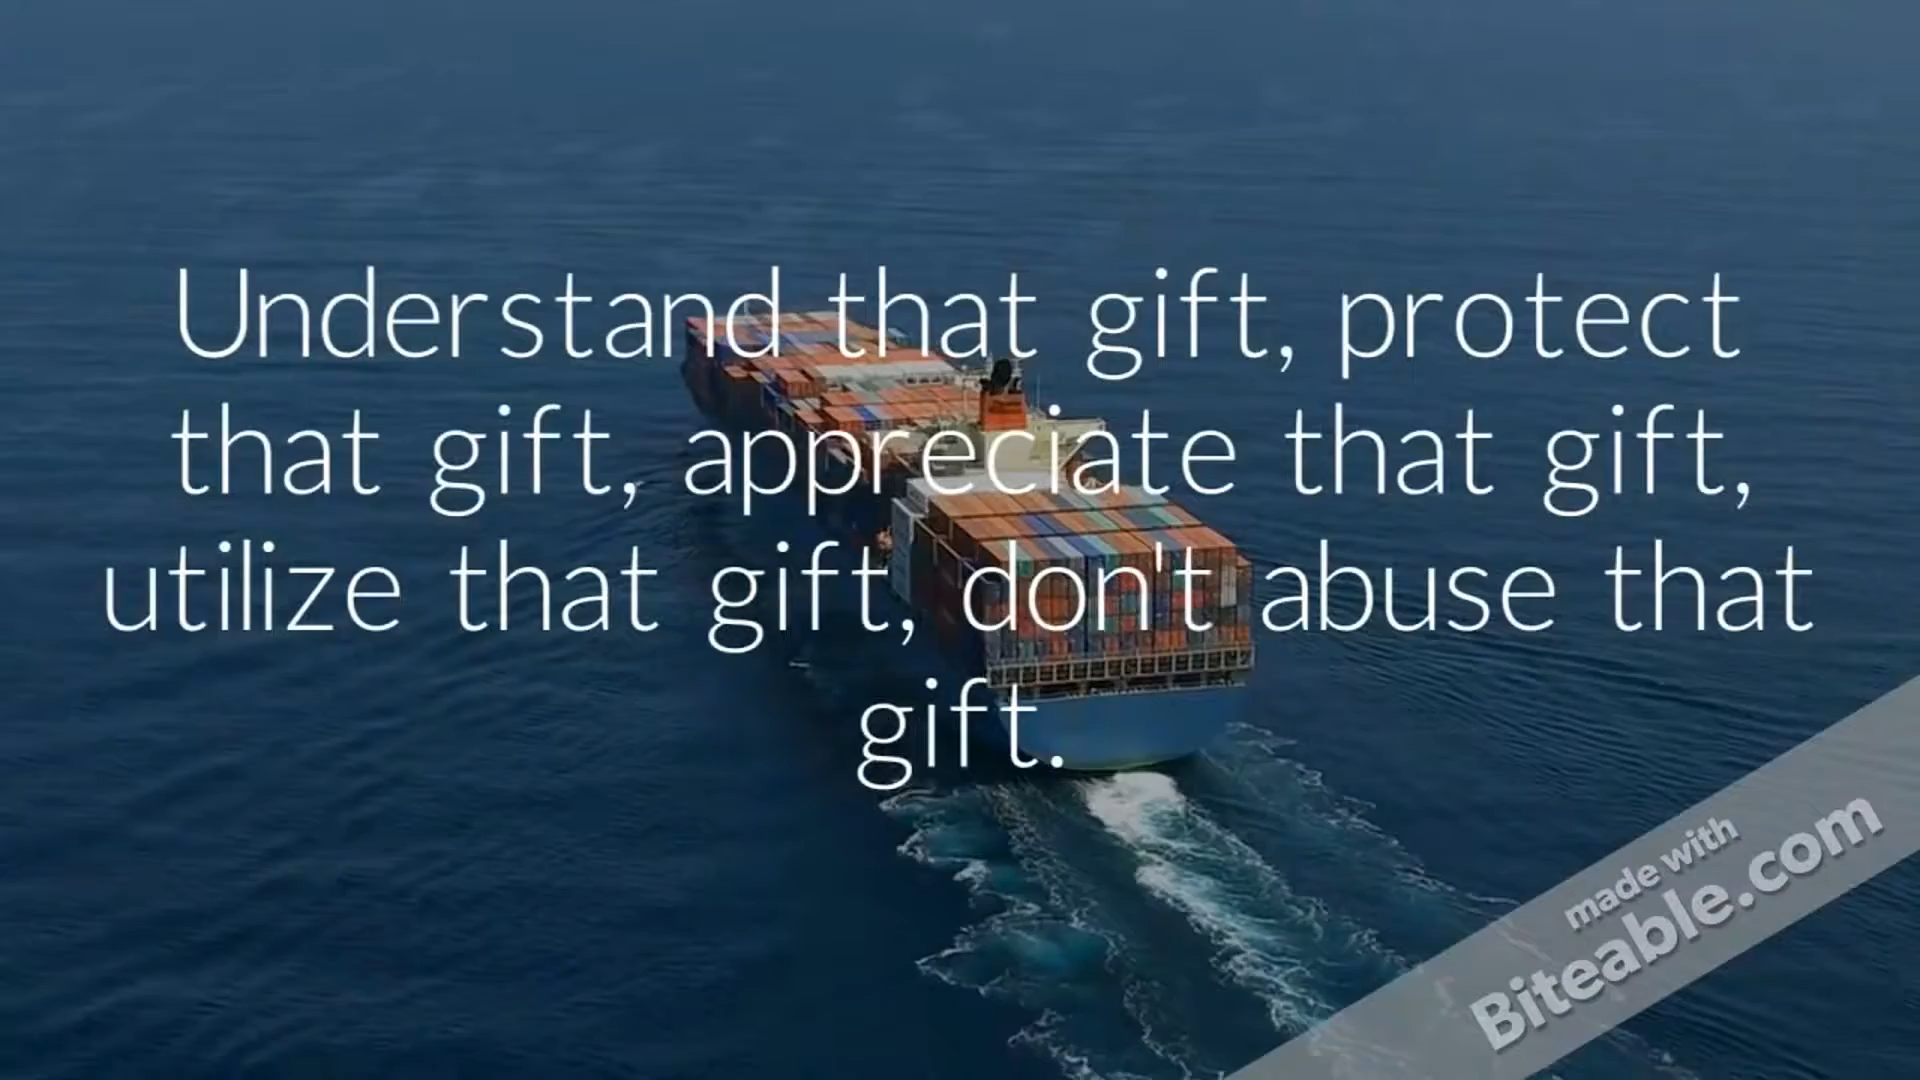 Understand that gift, protect
that gift, appreciate that gift,
utilize that gift, don't abuse that
gift.
made with
Biteable.com